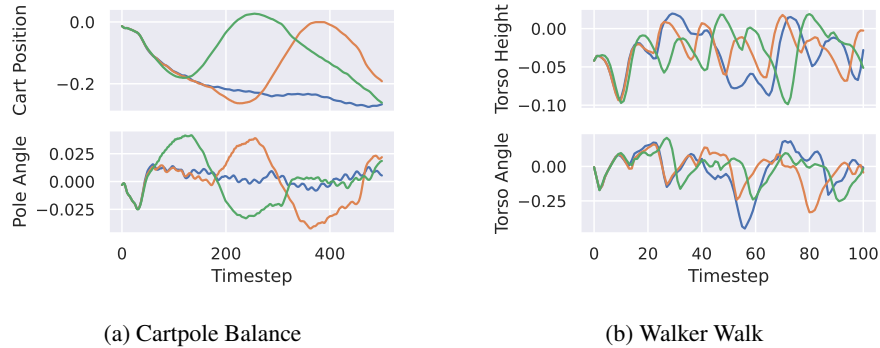 Cart Position
0.0
−0.2
Pole Angle
0.025
0.000
−0.025
0
200
400
Timestep
(a) Cartpole Balance
Torso Height
0.00
−0.05
−0.10
Torso Angle
0.00
−0.25
0
20
40
60
80
100
Timestep
(b) Walker Walk